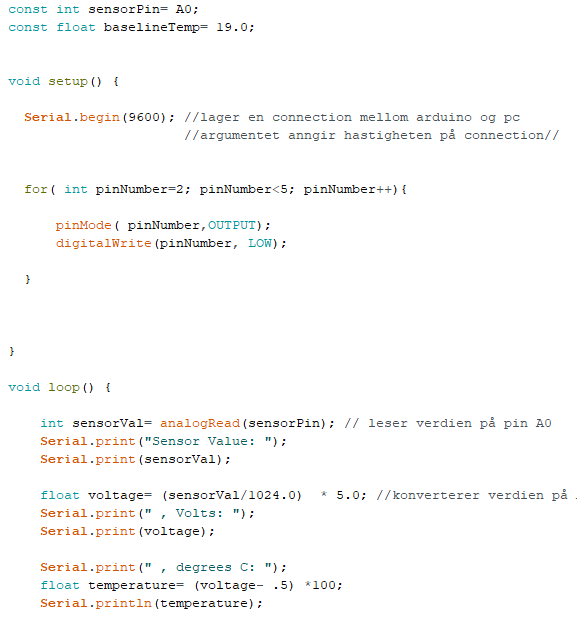 const int sensorPin= A0;
const float baselineTemp= 19.0;
void setup() {
Serial.begin(9600); //lager en connection mellom arduino og pc
//argumentet anngir hastigheten på connection//
for( int pinNumber=2; pinNumber<5; pinNumber++){
pinMode( pinNumber,OUTPUT);
digitalWrite(pinNumber, LOW);
}
}
void loop() {
int sensorVal= analogRead(sensorPin); // leser verdien på pin A0
Serial.print("Sensor Value: ");
Serial.print(sensorVal);
float voltage= (sensorVal/1024.0)  * 5.0; //konverterer verdien på
Serial.print(" , Volts: ");
Serial.print(voltage);
Serial.print(" , degrees C: ");
float temperature= (voltage- .5) *100;
Serial.println(temperature);